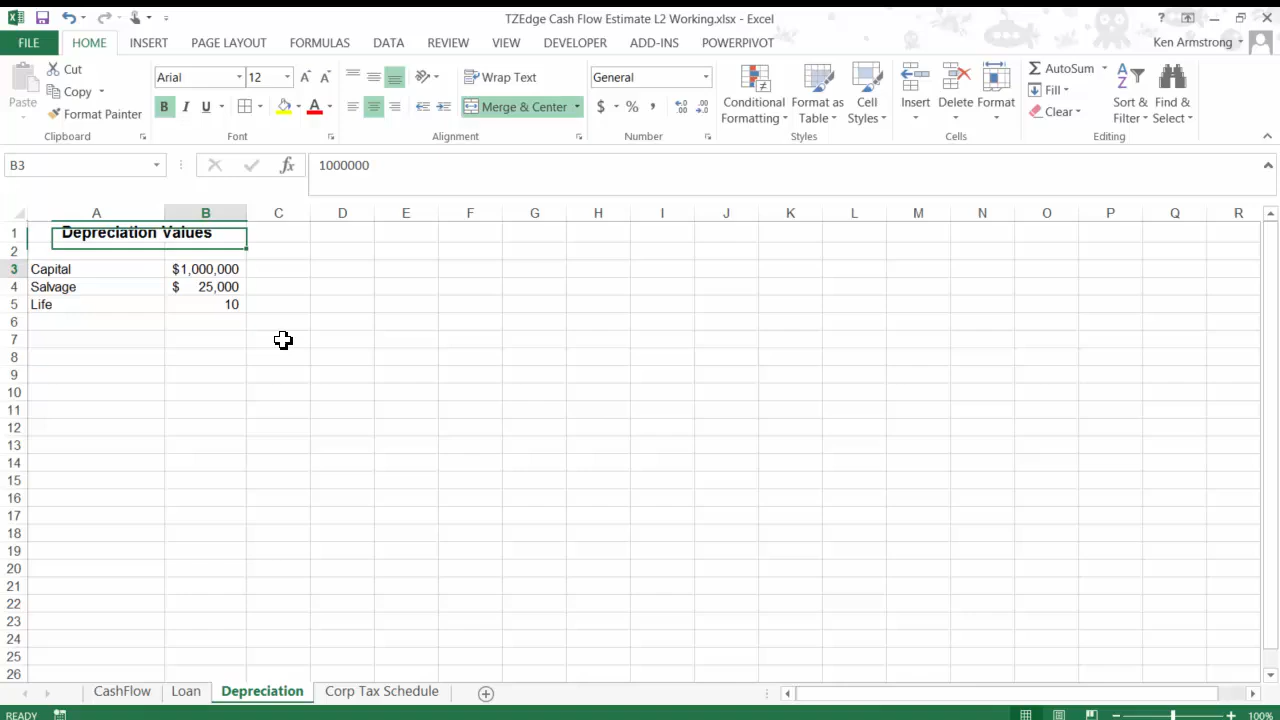 TZEdge Cash Flow Estimate L2 Working.xlsx - Excel
?
FILE HOME INSERT PAGE LAYOUT FORMULAS DATA REVIEW VIEW DEVELOPER ADD-INS POWERPIVOT Ken Armstrong
Paste
Cut
Copy
Format Painter
Clipboard
Arial 12
B I U
Font
Wrap Text
Merge & Center
Alignment
General
$ % ,
Number
Conditional Formatting
Format as Table
Cell Styles
Styles
Insert Delete Format
Cells
AutoSum
Fill
Clear
Sort & Filter
Find & Select
Editing
B3 fx 1000000
A B C D E F G H I J K L M N O P Q R
1 Depreciation Values
2
3 Capital $1,000,000
4 Salvage $ 25,000
5 Life 10
6
7
8
9
10
11
12
13
14
15
16
17
18
19
20
21
22
23
24
25
26
CashFlow Loan Depreciation Corp Tax Schedule
READY 100%